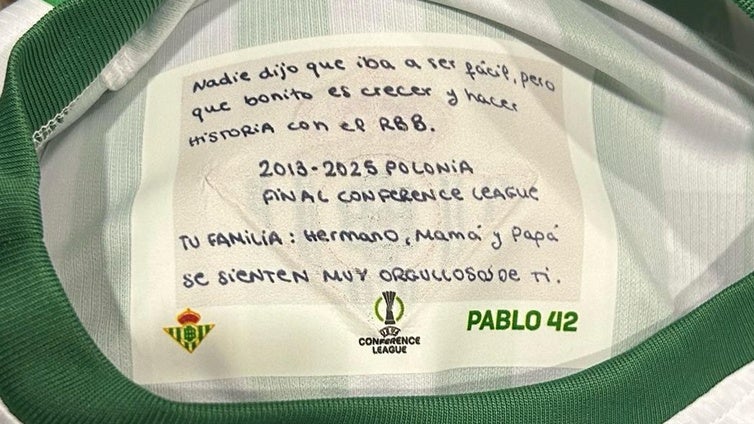 Nadie dijo que iba a ser fácil, pero
que bonito es crecer y hacer
HISTORIA con el RBB.
2013-2025 POLONIA
FINAL CONFERENCE LEAGUE
TU FAMILIA: Hermano, Mamá y Papá
SE SIENTEN MUY ORGULLOSOS DE TI.
UEFA
CONFERENCE
LEAGUE
PABLO 42